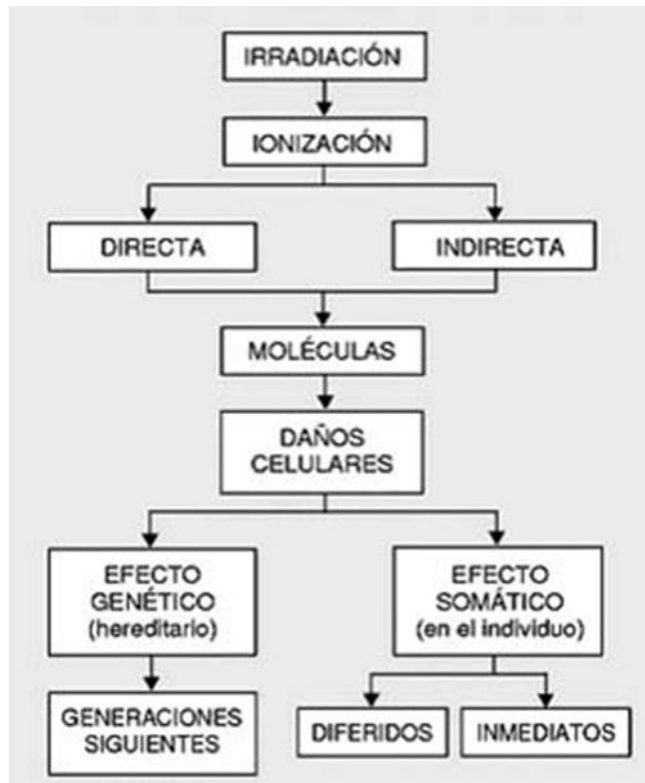 IRRADIACIÓN
IONIZACIÓN
DIRECTA
INDIRECTA
MOLÉCULAS
DAÑOS
CELULARES
EFECTO
GENÉTICO
(hereditario)
EFECTO
SOMÁTICO
(en el individuo)
GENERACIONES
SIGUIENTES
DIFERIDOS
INMEDIATOS